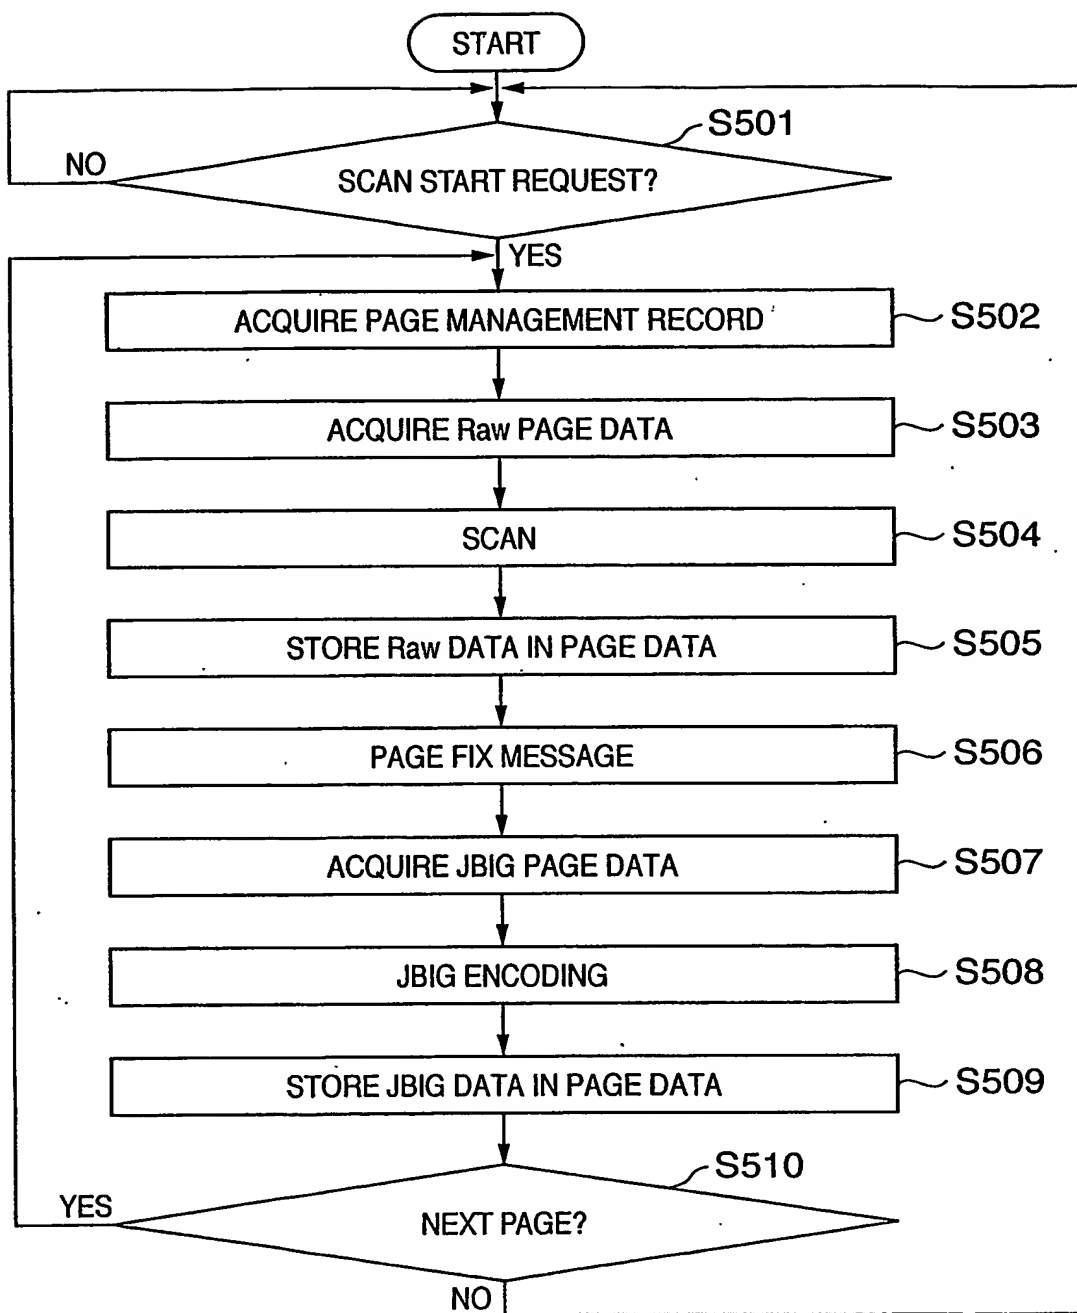 START
S501
NO
SCAN START REQUEST?
YES
ACQUIRE PAGE MANAGEMENT RECORD
S502
ACQUIRE Raw PAGE DATA
S503
SCAN
S504
STORE Raw DATA IN PAGE DATA
S505
PAGE FIX MESSAGE
S506
ACQUIRE JBIG PAGE DATA
S507
JBIG ENCODING
S508
STORE JBIG DATA IN PAGE DATA
S509
S510
YES
NEXT PAGE?
NO